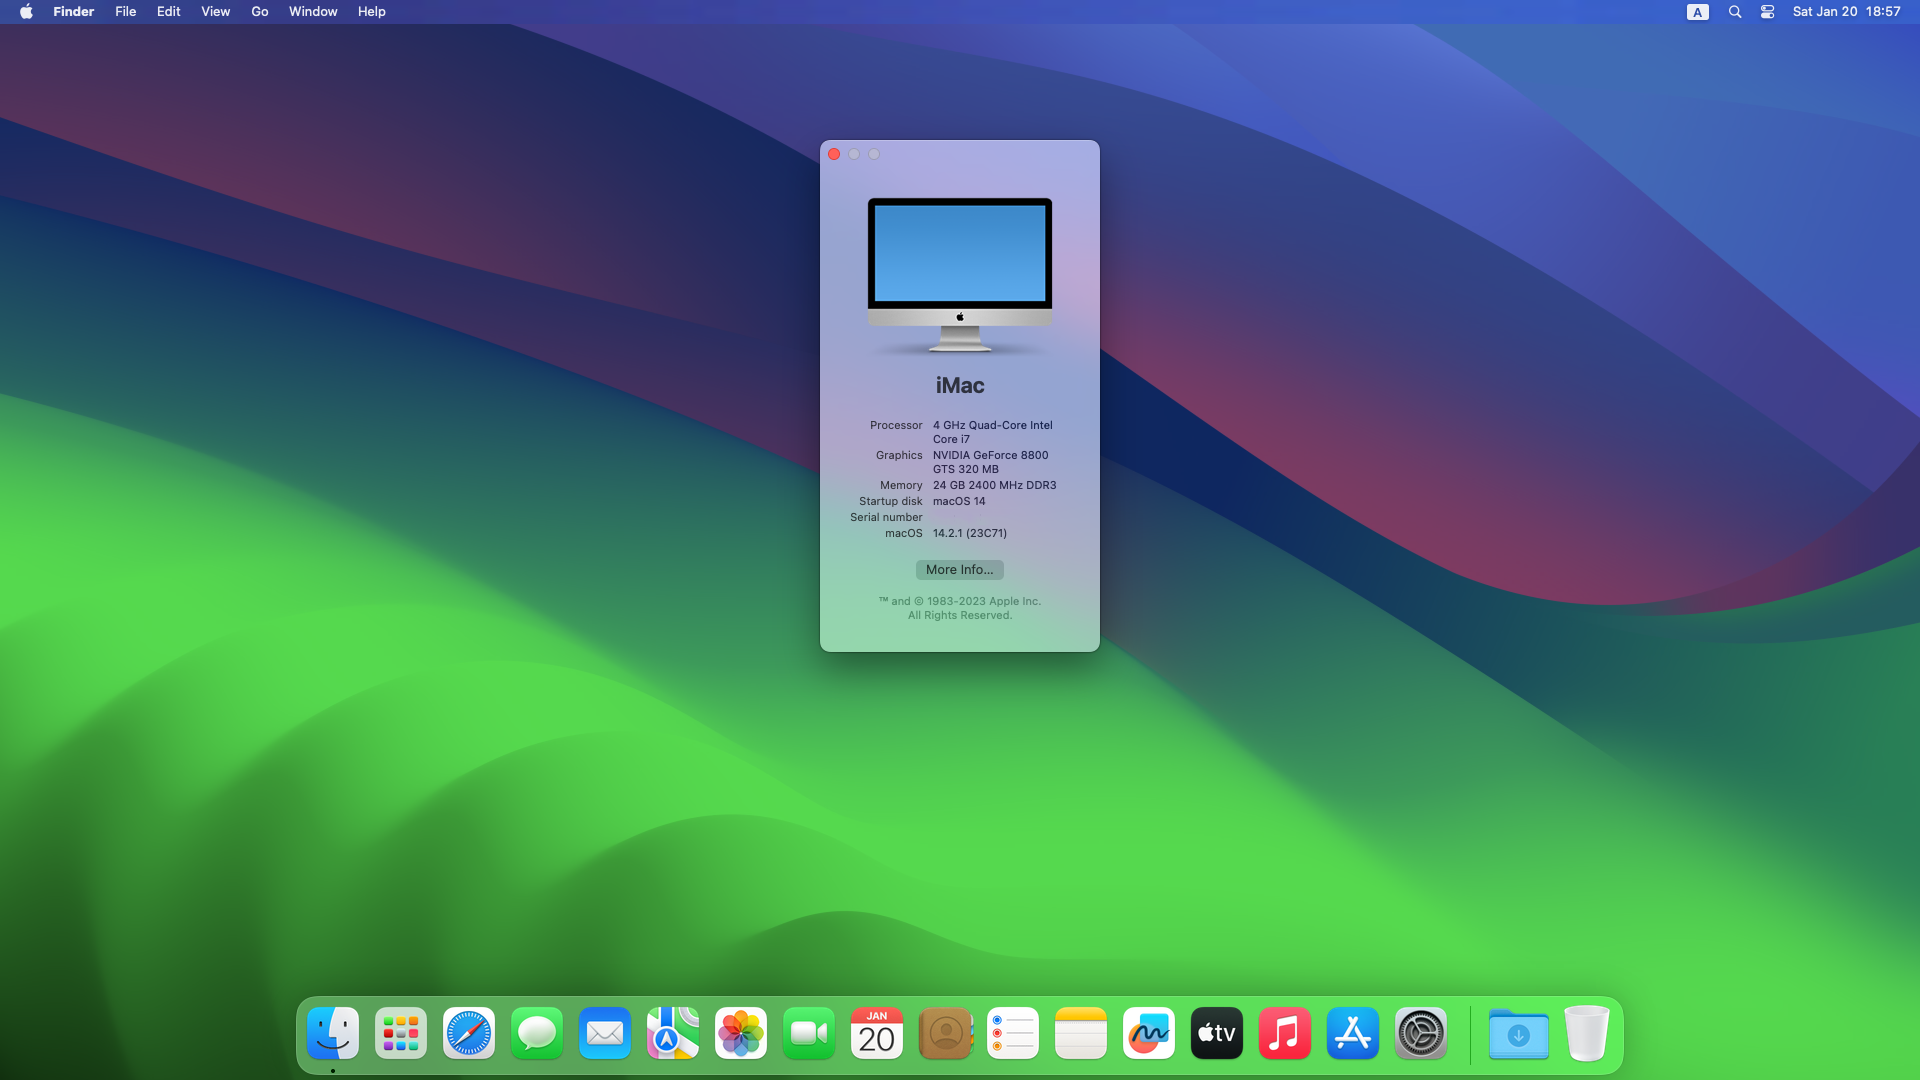 Finder File Edit View Go Window Help
A Sat Jan 20 18:57
iMac
Processor 4 GHz Quad-Core Intel
Core i7
Graphics NVIDIA GeForce 8800
GTS 320 MB
Memory 24 GB 2400 MHz DDR3
Startup disk macOS 14
Serial number
macOS 14.2.1 (23C71)
More Info...
™ and © 1983-2023 Apple Inc.
All Rights Reserved.
JAN
20
tv